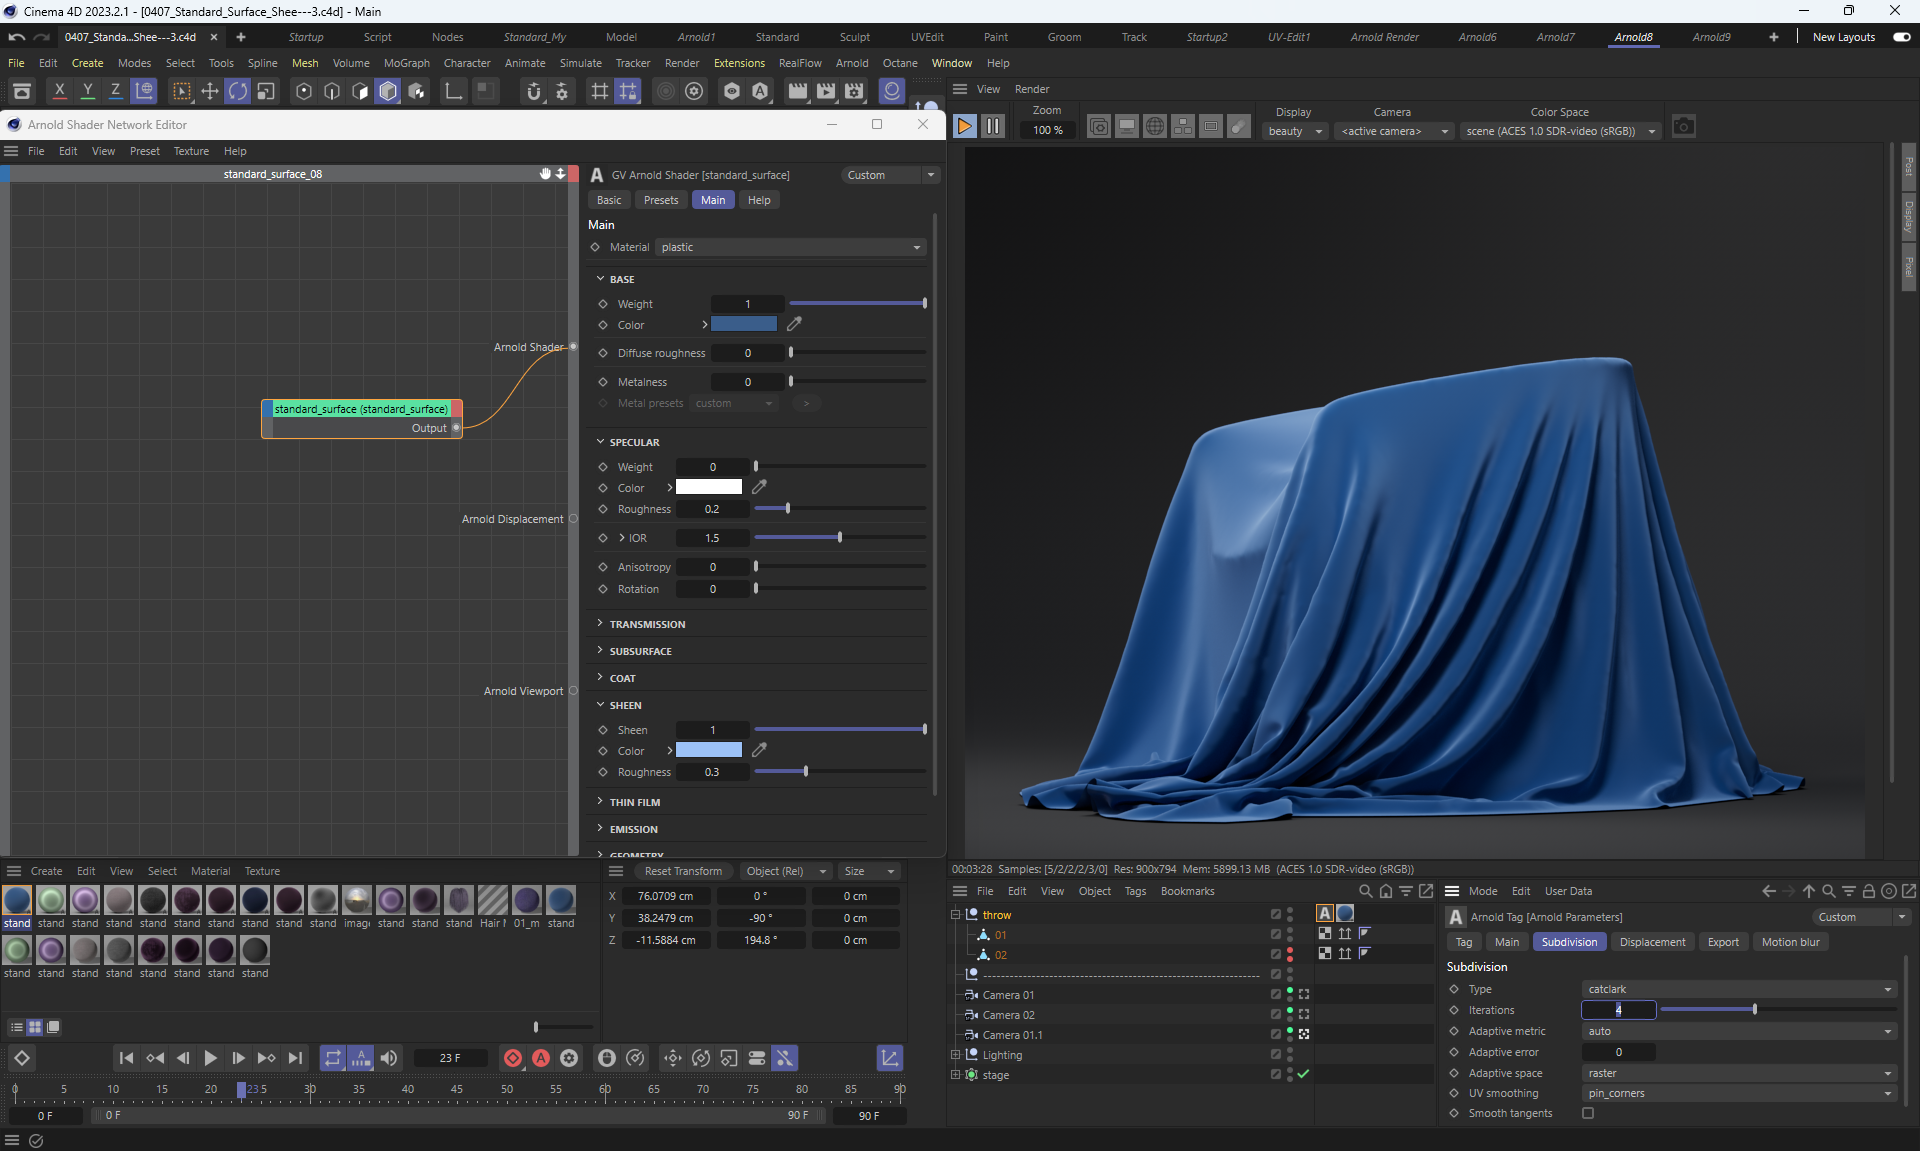 Cinema 4D 2023.2.1 - [0407_Standard_Surface_Shee---3.c4d] - Main
0407_Standa...Shee---3.c4d
Startup
Script
Nodes
Standard_My
Model
Arnold1
Standard
Sculpt
UVEdit
Paint
Groom
Track
Startup2
UV-Edit1
Arnold Render
Arnold6
Arnold7
Arnold8
Arnold9
New Layouts
File Edit Create Modes Select Tools Spline Mesh Volume MoGraph Character Animate Simulate Tracker Render Extensions RealFlow Arnold Octane Window Help
X Y Z
View Render
Zoom
100 %
Display
beauty
Camera
<active camera>
Color Space
scene (ACES 1.0 SDR-video (sRGB))
Post
Display
Pixel
Arnold Shader Network Editor
File Edit View Preset Texture Help
standard_surface_08
Arnold Shader
standard_surface (standard_surface)
Output
Arnold Displacement
Arnold Viewport
GV Arnold Shader [standard_surface]
Custom
Basic Presets Main Help
Main
Material plastic
BASE
Weight 1
Color
Diffuse roughness 0
Metalness 0
Metal presets custom >
SPECULAR
Weight 0
Color
Roughness 0.2
IOR 1.5
Anisotropy 0
Rotation 0
TRANSMISSION
SUBSURFACE
COAT
SHEEN
Sheen 1
Color
Roughness 0.3
THIN FILM
EMISSION
GEOMETRY
00:03:28 Samples: [5/2/2/2/3/0] Res: 900x794 Mem: 5899.13 MB (ACES 1.0 SDR-video (sRGB))
Create Edit View Select Material Texture
stand stand stand stand stand stand stand stand stand stand image stand stand stand Hair 01_m stand
stand stand stand stand stand stand stand stand
Reset Transform
Object (Rel)
Size
X 76.0709 cm 0 ° 0 cm
Y 38.2479 cm -90 ° 0 cm
Z -11.5884 cm 194.8 ° 0 cm
23 F
0 5 10 15 20 23.5 30 35 40 45 50 55 60 65 70 75 80 85 90
0 F
0 F
90 F
90 F
File Edit View Object Tags Bookmarks
throw
01
02
Camera 01
Camera 02
Camera 01.1
Lighting
stage
Mode Edit User Data
Arnold Tag [Arnold Parameters]
Custom
Tag Main Subdivision Displacement Export Motion blur
Subdivision
Type catclark
Iterations 4
Adaptive metric auto
Adaptive error 0
Adaptive space raster
UV smoothing pin_corners
Smooth tangents